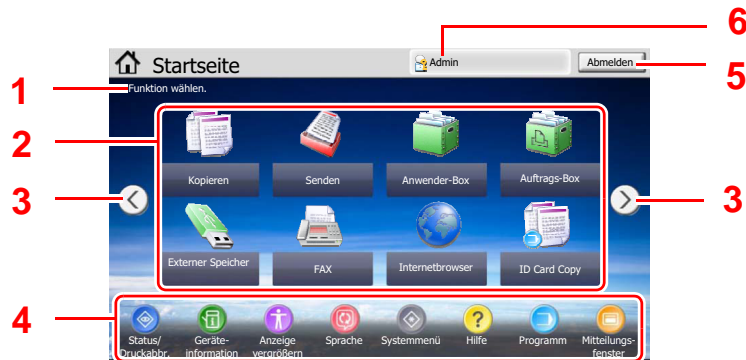 6
Startseite
Admin
Abmelden
5
1
Funktion wählen.
2
Kopieren
Senden
Anwender-Box
Auftrags-Box
3
3
Externer Speicher
FAX
Internetbrowser
ID Card Copy
4
Status/
Druckabbr.
Geräte-
information
Anzeige
vergrößern
Sprache
Systemmenü
Hilfe
Programm
Mitteilungs-
fenster